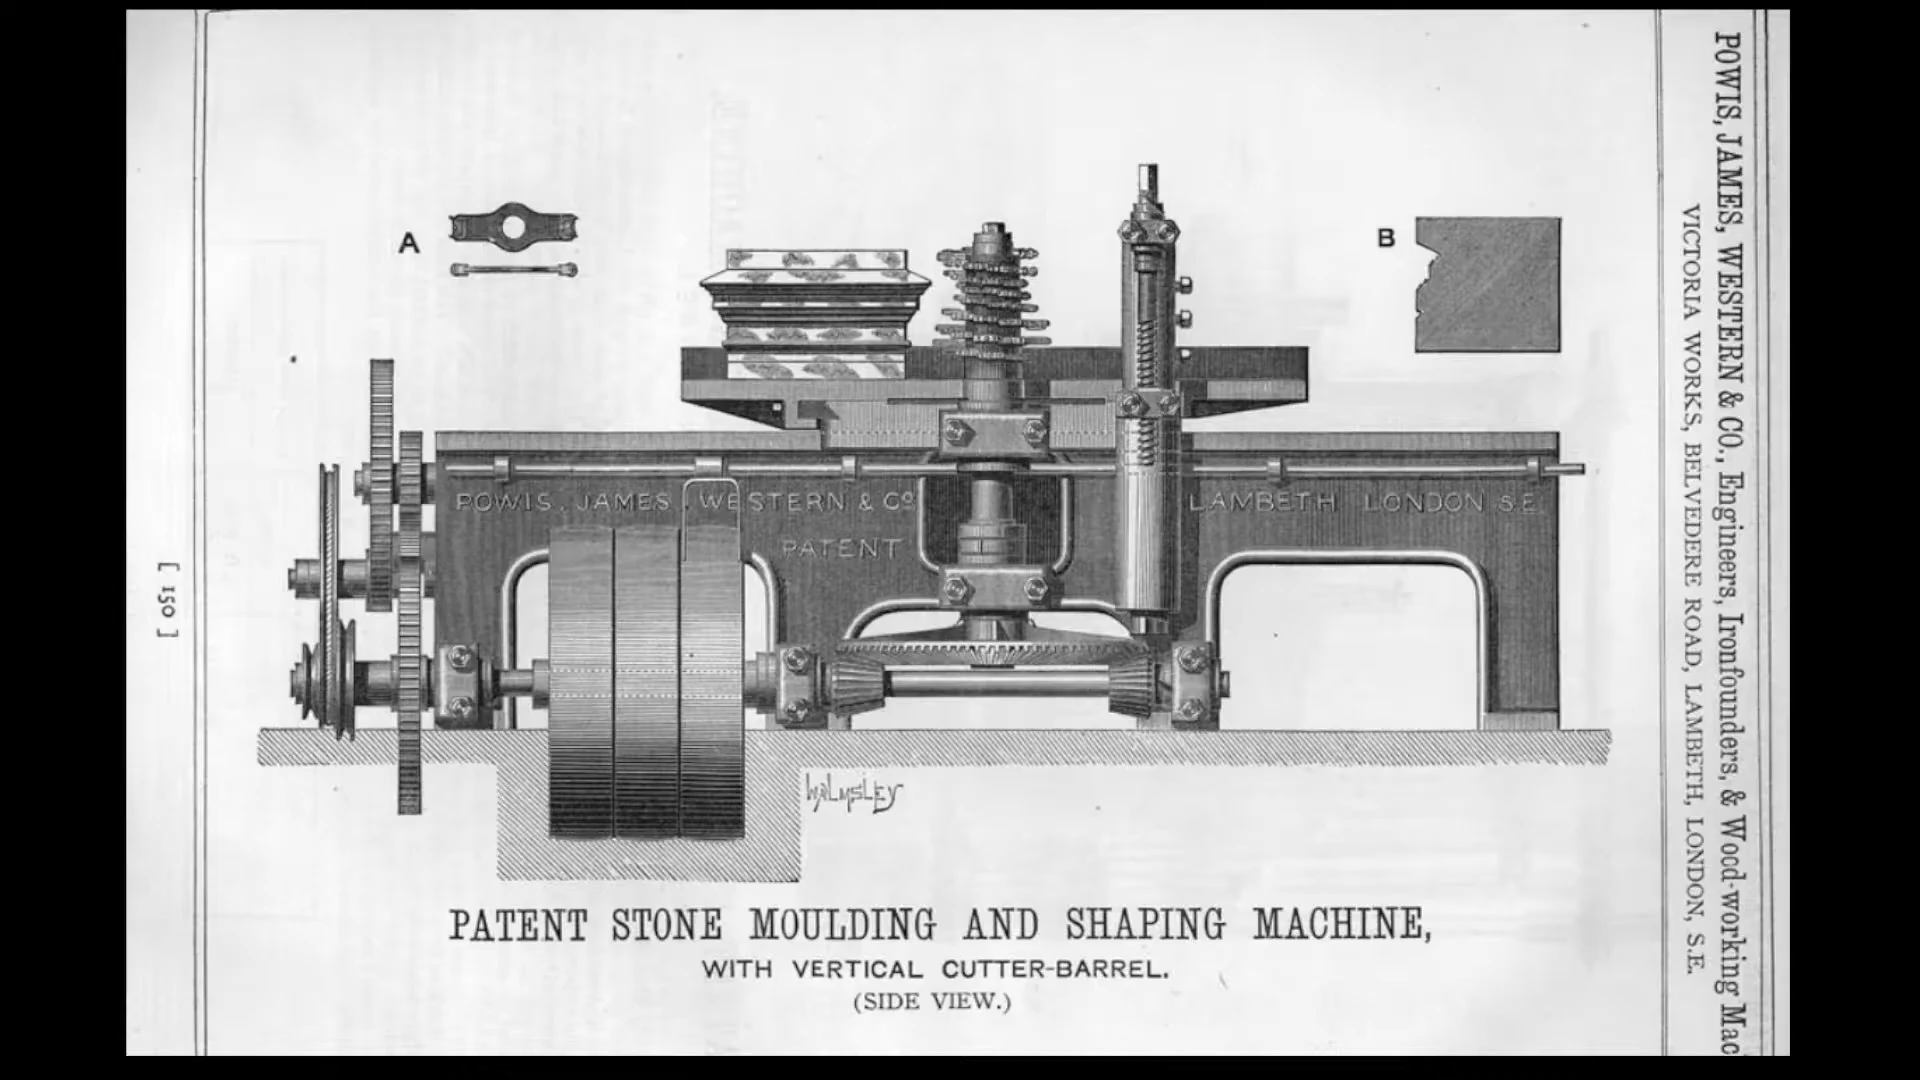 POWIS, JAMES, WESTERN & CO., Engineers, Ironfounders, & Wood-working Mac
VICTORIA WORKS, BELVEDERE ROAD, LAMBETH, LONDON, S.E.
A
B
POWIS. JAMES. WESTERN & Co LAMBETH LONDON S.E
PATENT
[ 150 ]
WALMSLEY
PATENT STONE MOULDING AND SHAPING MACHINE,
WITH VERTICAL CUTTER-BARREL.
(SIDE VIEW.)